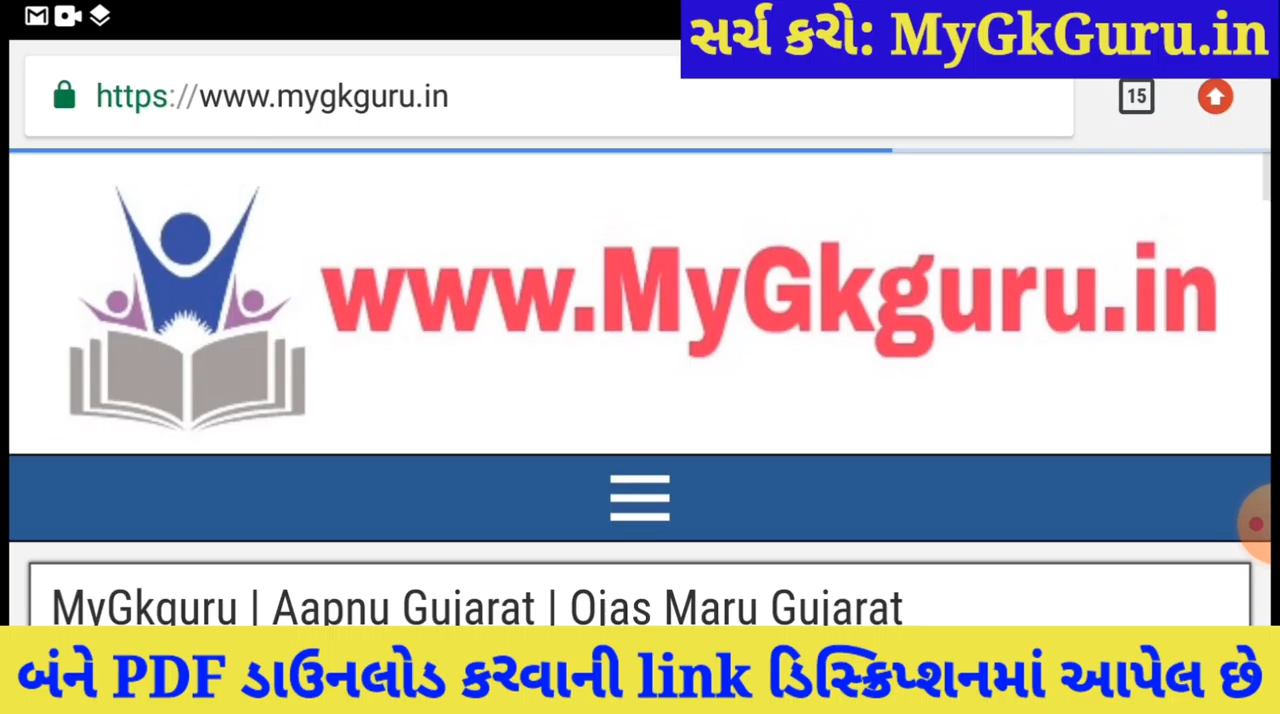 સર્ચ કરો: MyGkGuru.in
https://www.mygkguru.in
15
www.MyGkguru.in
MyGkguru | Aapnu Gujarat | Ojas Maru Gujarat
બંને PDF ડાઉનલોડ કરવાની link ડિસ્ક્રિપ્શનમાં આપેલ છે